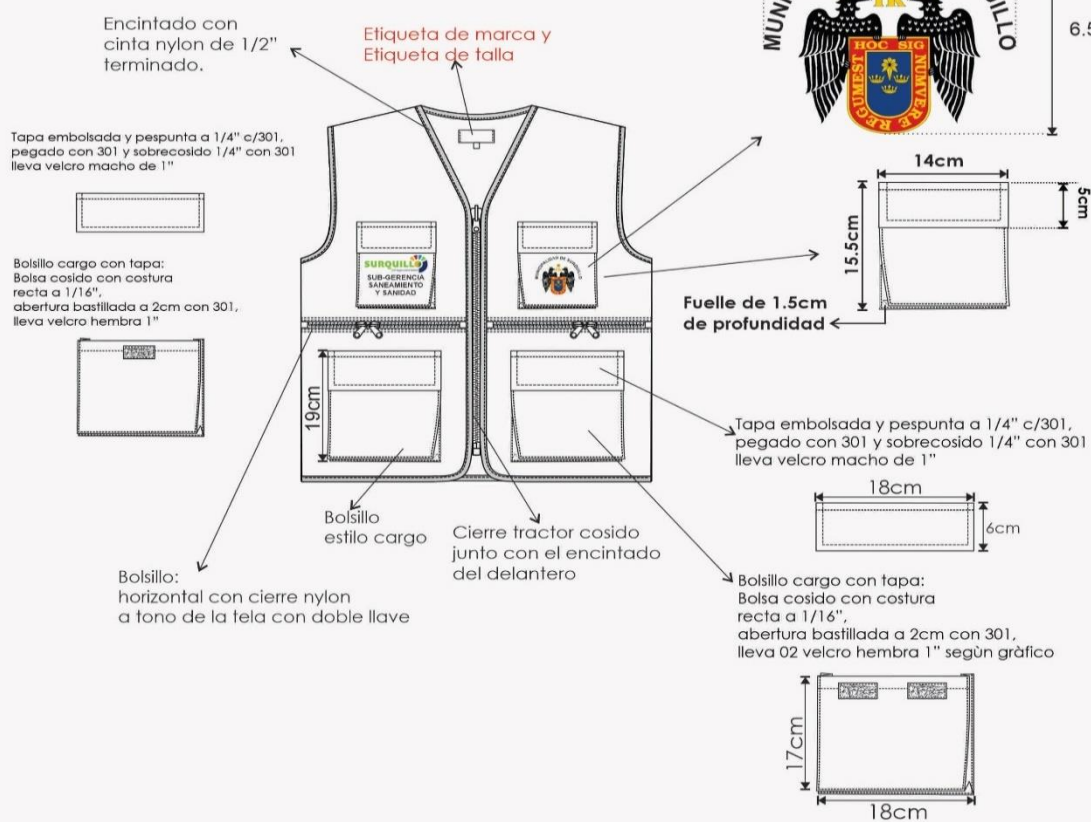 Encintado con
cinta nylon de 1/2"
terminado.
Etiqueta de marca y
Etiqueta de talla
HOC SIG
NUMVERE
REGUMEST
6.5
Tapa embolsada y pespunta a 1/4" c/301,
pegado con 301 y sobrecosido 1/4" con 301
lleva velcro macho de 1"
14cm
5cm
15.5cm
Bolsillo cargo con tapa:
Bolsa cosido con costura
recta a 1/16",
abertura bastillada a 2cm con 301,
lleva velcro hembra 1"
SURQUILLO
SUB-GERENCIA
SANEAMIENTO
Y SANIDAD
MUNICIPALIDAD DE SURQUILLO
Fuelle de 1.5cm
de profundidad
19cm
Tapa embolsada y pespunta a 1/4" c/301,
pegado con 301 y sobrecosido 1/4" con 301
lleva velcro macho de 1"
18cm
6cm
Bolsillo
estilo cargo
Cierre tractor cosido
junto con el encintado
del delantero
Bolsillo:
horizontal con cierre nylon
a tono de la tela con doble llave
Bolsillo cargo con tapa:
Bolsa cosido con costura
recta a 1/16",
abertura bastillada a 2cm con 301,
lleva 02 velcro hembra 1" segùn gràfico
17cm
18cm